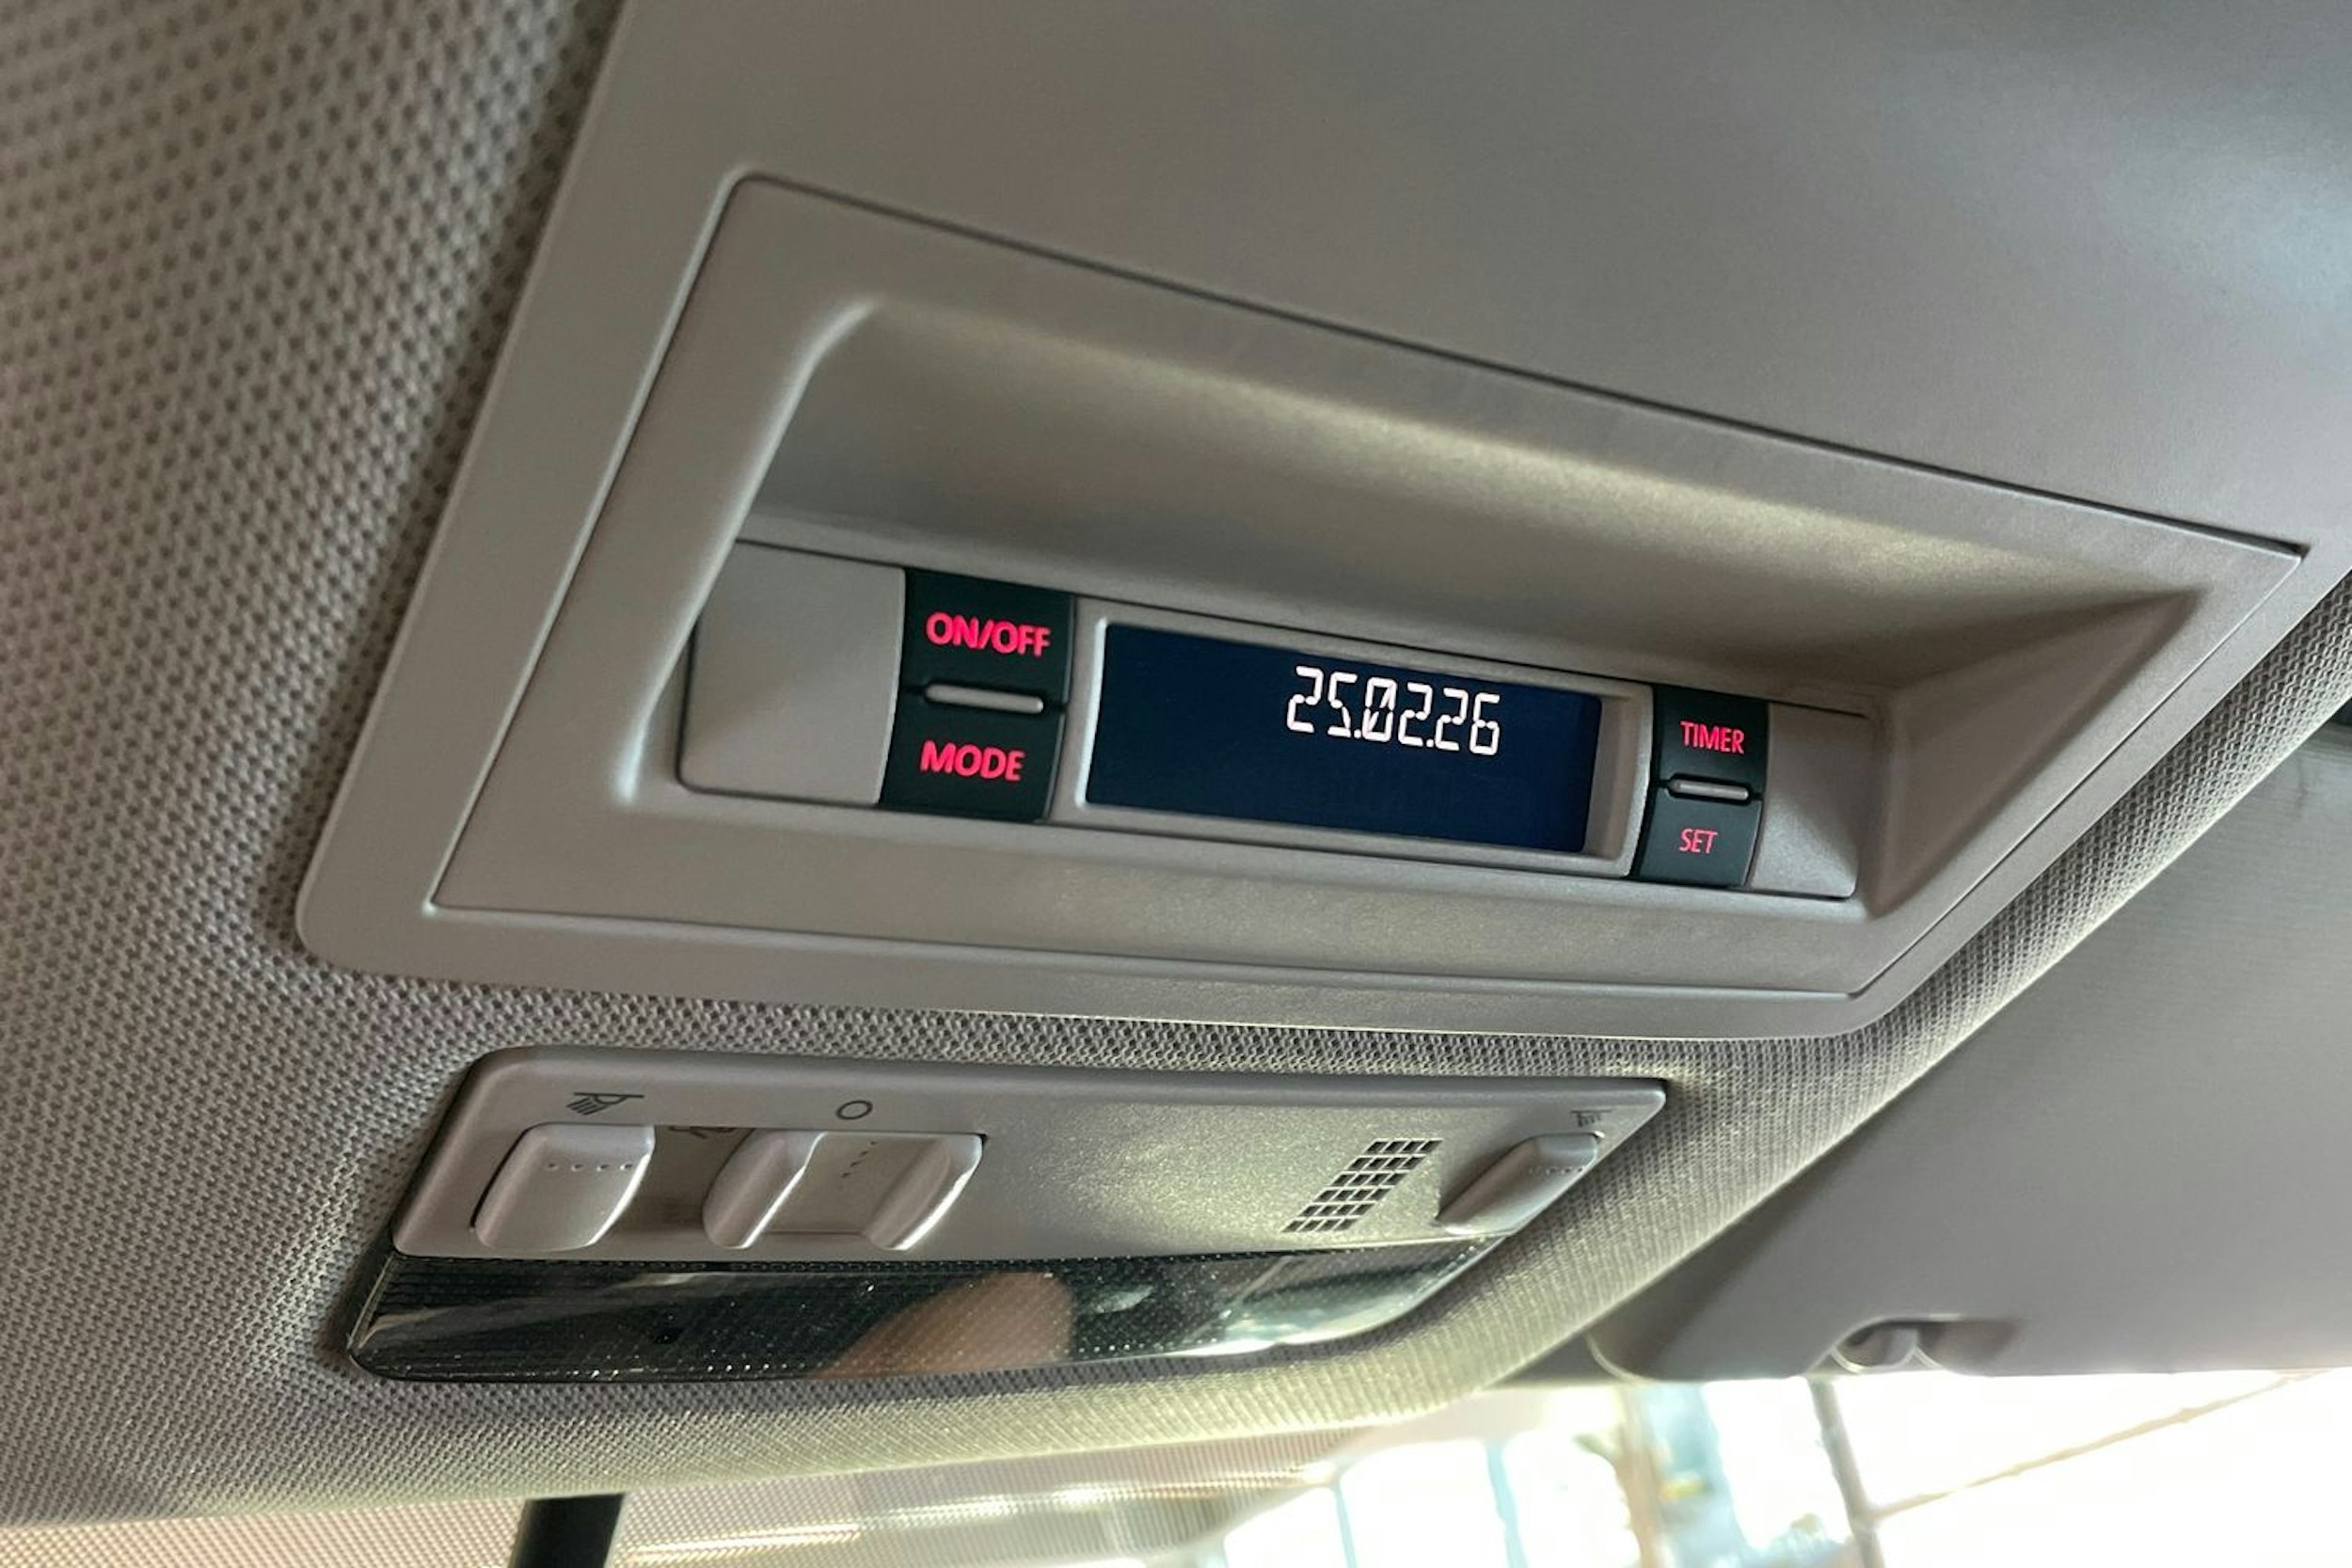 ON/OFF
MODE
25.02.26
TIMER
SET